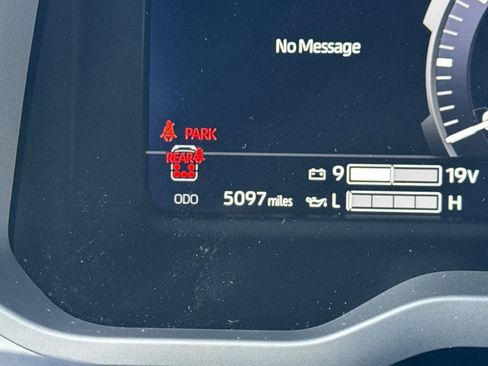 No Message
PARK
REAR
9 19V
ODO 5097 miles
L H